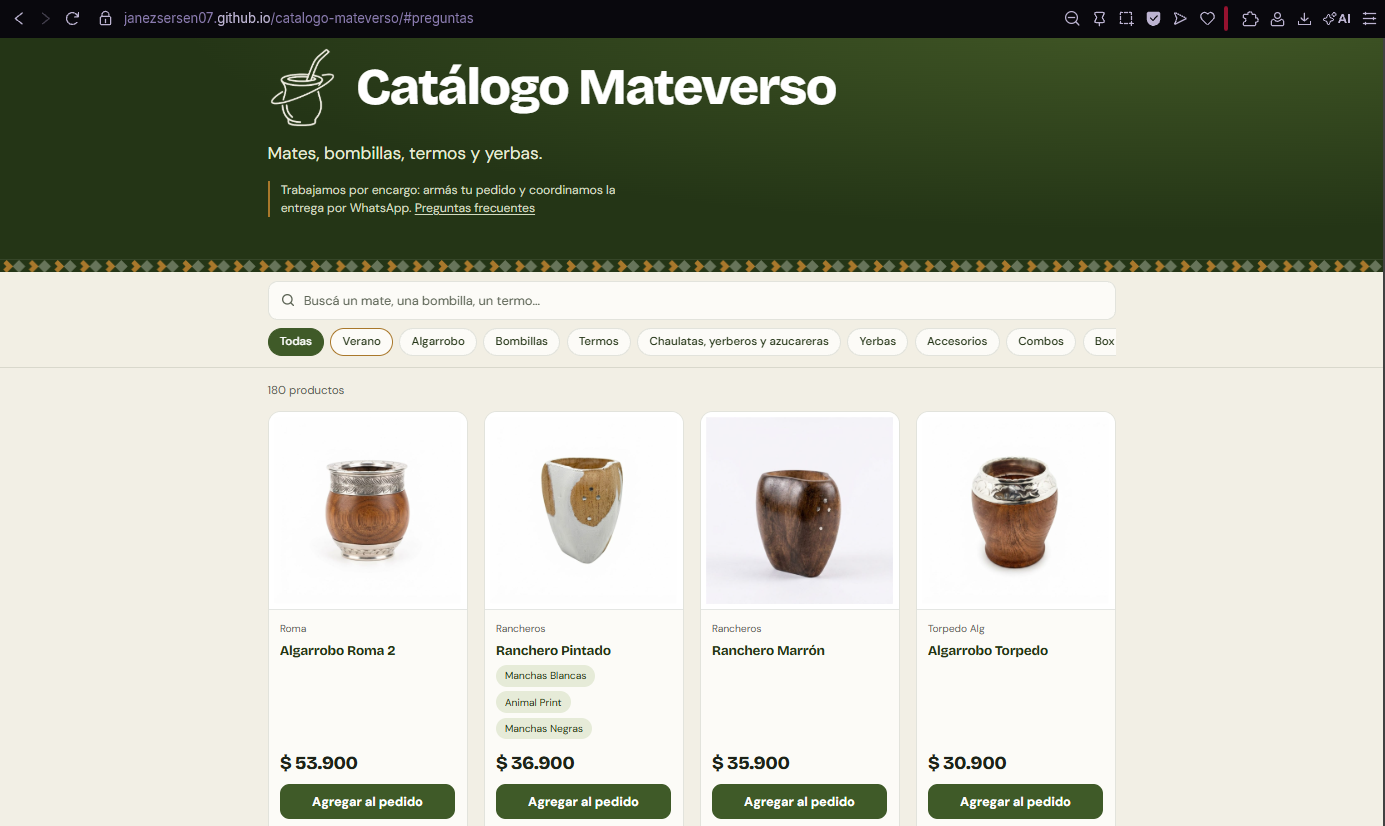 janezsersen07.github.io/catalogo-mateverso/#preguntas
AI
Catálogo Mateverso
Mates, bombillas, termos y yerbas.
Trabajamos por encargo: armás tu pedido y coordinamos la
entrega por WhatsApp. Preguntas frecuentes
Buscá un mate, una bombilla, un termo...
Todas Verano Algarrobo Bombillas Termos Chaulatas, yerberos y azucareras Yerbas Accesorios Combos Box
180 productos
Roma
Algarrobo Roma 2
$ 53.900
Agregar al pedido
Rancheros
Ranchero Pintado
Manchas Blancas
Animal Print
Manchas Negras
$ 36.900
Agregar al pedido
Rancheros
Ranchero Marrón
$ 35.900
Agregar al pedido
Torpedo Alg
Algarrobo Torpedo
$ 30.900
Agregar al pedido